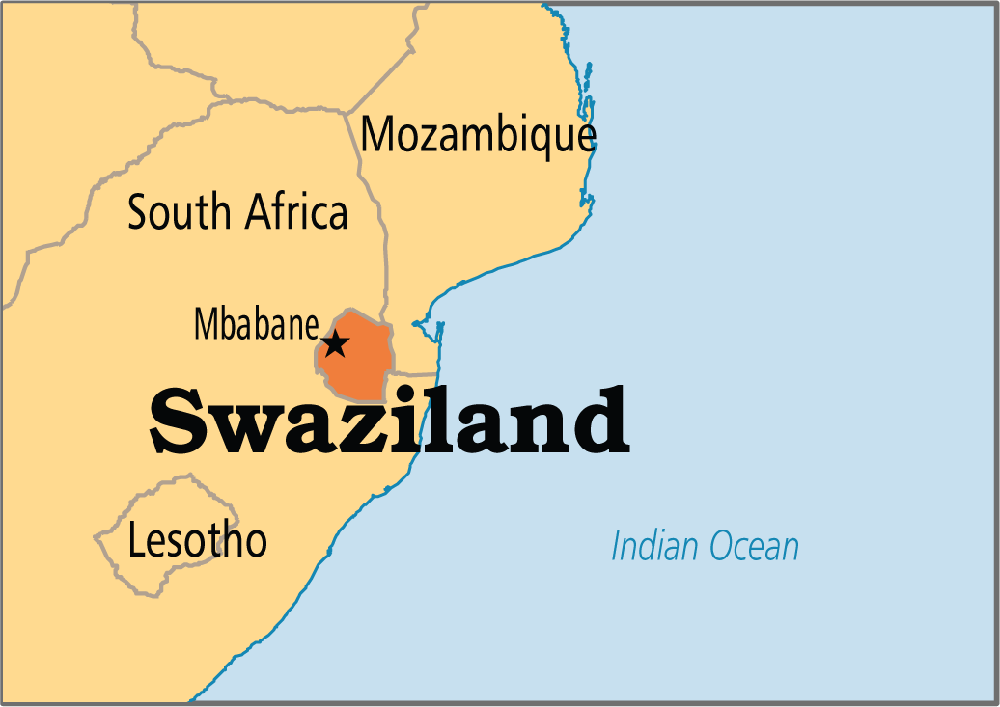 Mozambique
South Africa
Mbabane
Swaziland
Lesotho
Indian Ocean